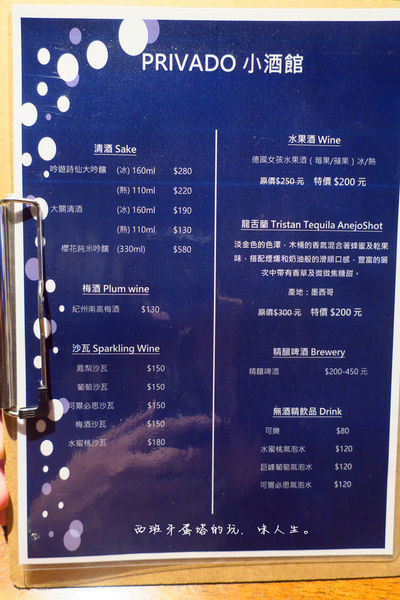 PRIVADO 小酒館
清酒 Sake
吟遊詩仙大吟釀 (冰) 160ml $280
(熱) 110ml $220
大關清酒 (冰) 160ml $190
(熱) 110ml $130
櫻花純米吟釀 (330ml) $580
梅酒 Plum wine
紀州南高梅酒 $130
沙瓦 Sparkling Wine
鳳梨沙瓦 $150
葡萄沙瓦 $150
可爾必思沙瓦 $150
梅酒沙瓦 $150
水蜜桃沙瓦 $180
水果酒 Wine
德國女孩水果酒 ( 莓果/蘋果 ) 冰/熱
原價$250 元 特價 $200 元
龍舌蘭 Tristan Tequila AnejoShot
淡金色的色澤，木桶的香氣混合著蜂蜜及乾果
味，搭配煙燻和奶油般的滑順口感，豐富的層
次中帶有香草及微微焦糖甜。
產地：墨西哥
原價$300 元 特價 $200 元
精釀啤酒 Brewery
精釀啤酒 $200-450 元
無酒精飲品 Drink
可樂 $80
水蜜桃氣泡水 $120
巨峰葡萄氣泡水 $120
可爾必思氣泡水 $120
西班牙蛋塔的玩．味人生。